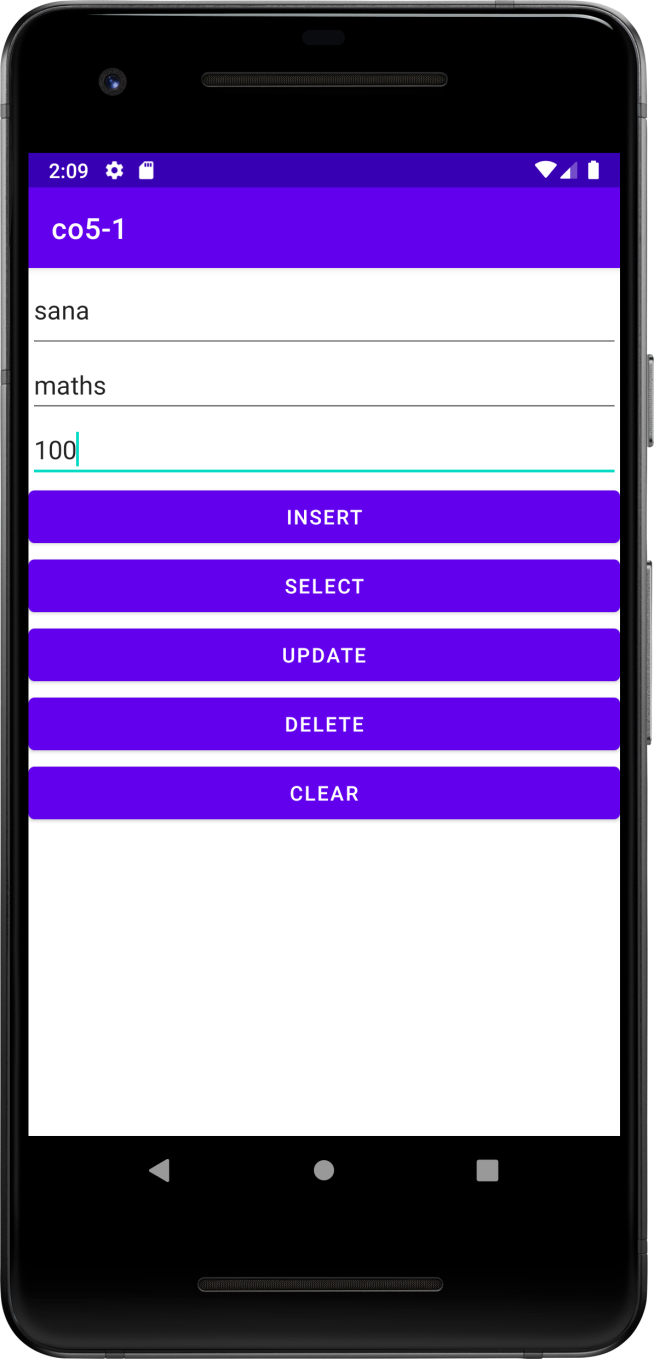 2:09
co5-1
sana
maths
100
INSERT
SELECT
UPDATE
DELETE
CLEAR